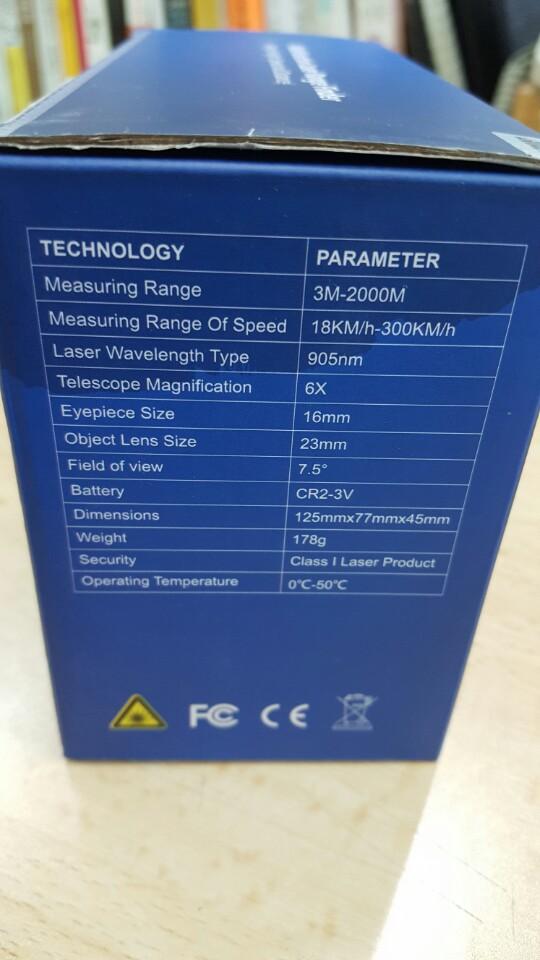 TECHNOLOGY PARAMETER
Measuring Range 3M-2000M
Measuring Range Of Speed 18KM/h-300KM/h
Laser Wavelength Type 905nm
Telescope Magnification 6X
Eyepiece Size 16mm
Object Lens Size 23mm
Field of view 7.5°
Battery CR2-3V
Dimensions 125mmx77mmx45mm
Weight 178g
Security Class I Laser Product
Operating Temperature 0℃-50℃
FC CE